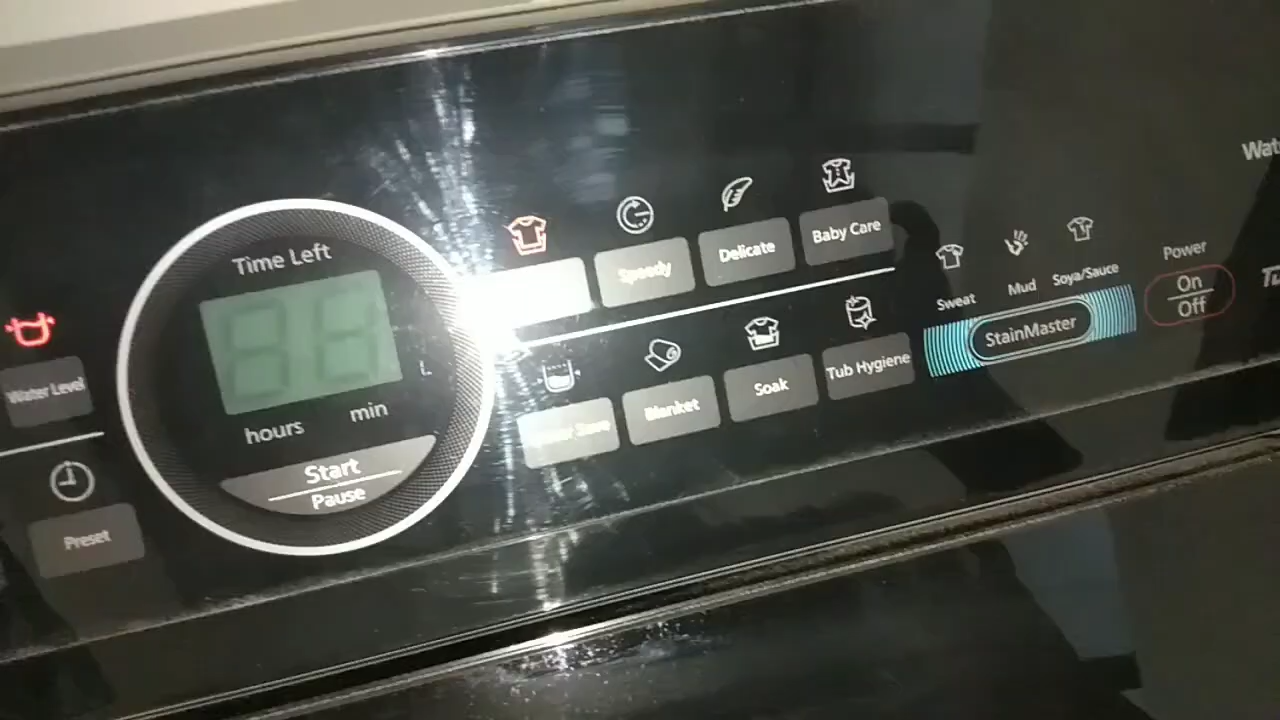 Time Left
hours
min
Start
Pause
Water Level
Preset
Speedy
Delicate
Baby Care
Blanket
Soak
Tub Hygiene
Sweat
Mud
Soya/Sauce
StainMaster
Power
On
Off